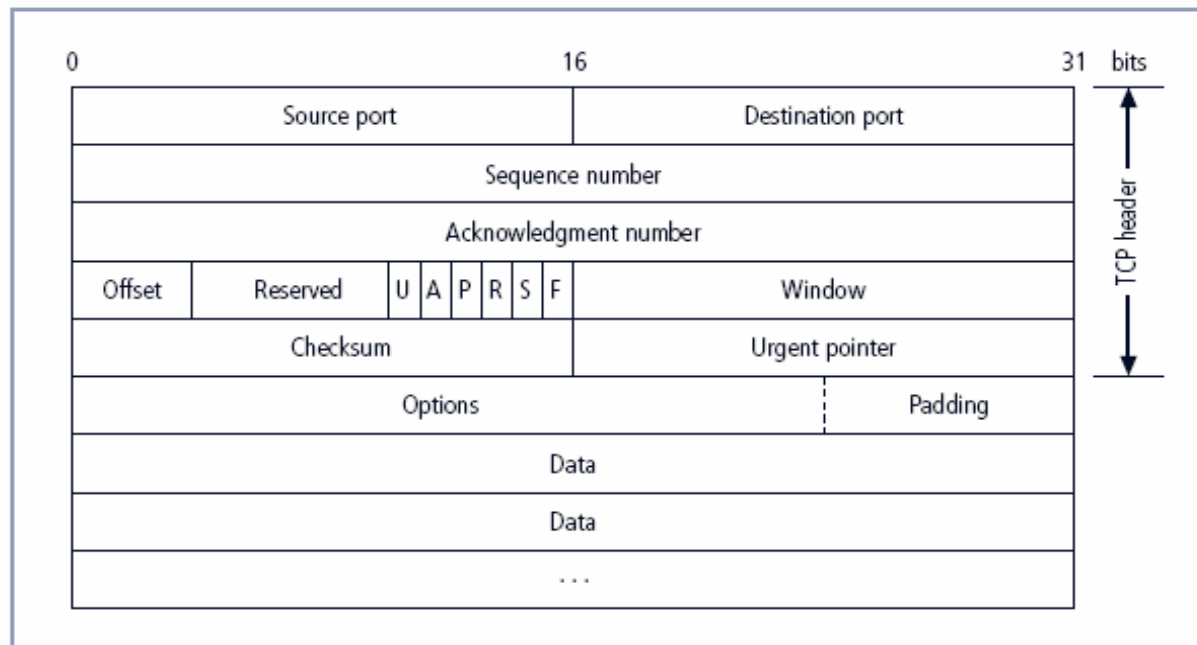 0 16 31 bits
Source port Destination port
Sequence number
Acknowledgment number
Offset Reserved U A P R S F Window
Checksum Urgent pointer
TCP header
Options Padding
Data
Data
...